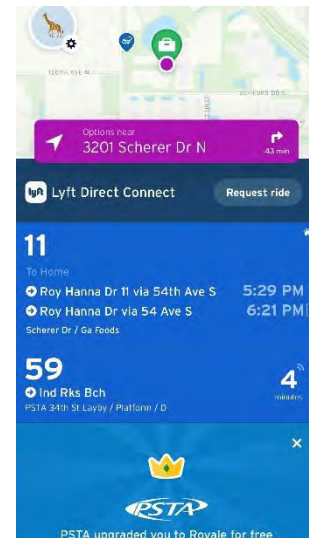 Options near
3201 Scherer Dr N
43 min
Lyft Direct Connect
Request ride
11
To Home
Roy Hanna Dr 11 via 54th Ave S 5:29 PM
Roy Hanna Dr via 54 Ave S 6:21 PM
Scherer Dr / Ga Foods
59
Ind Rks Bch
4
minutes
PSTA 34th St Layby / Platform / D
PSTA
PSTA upgraded you to Royale for free